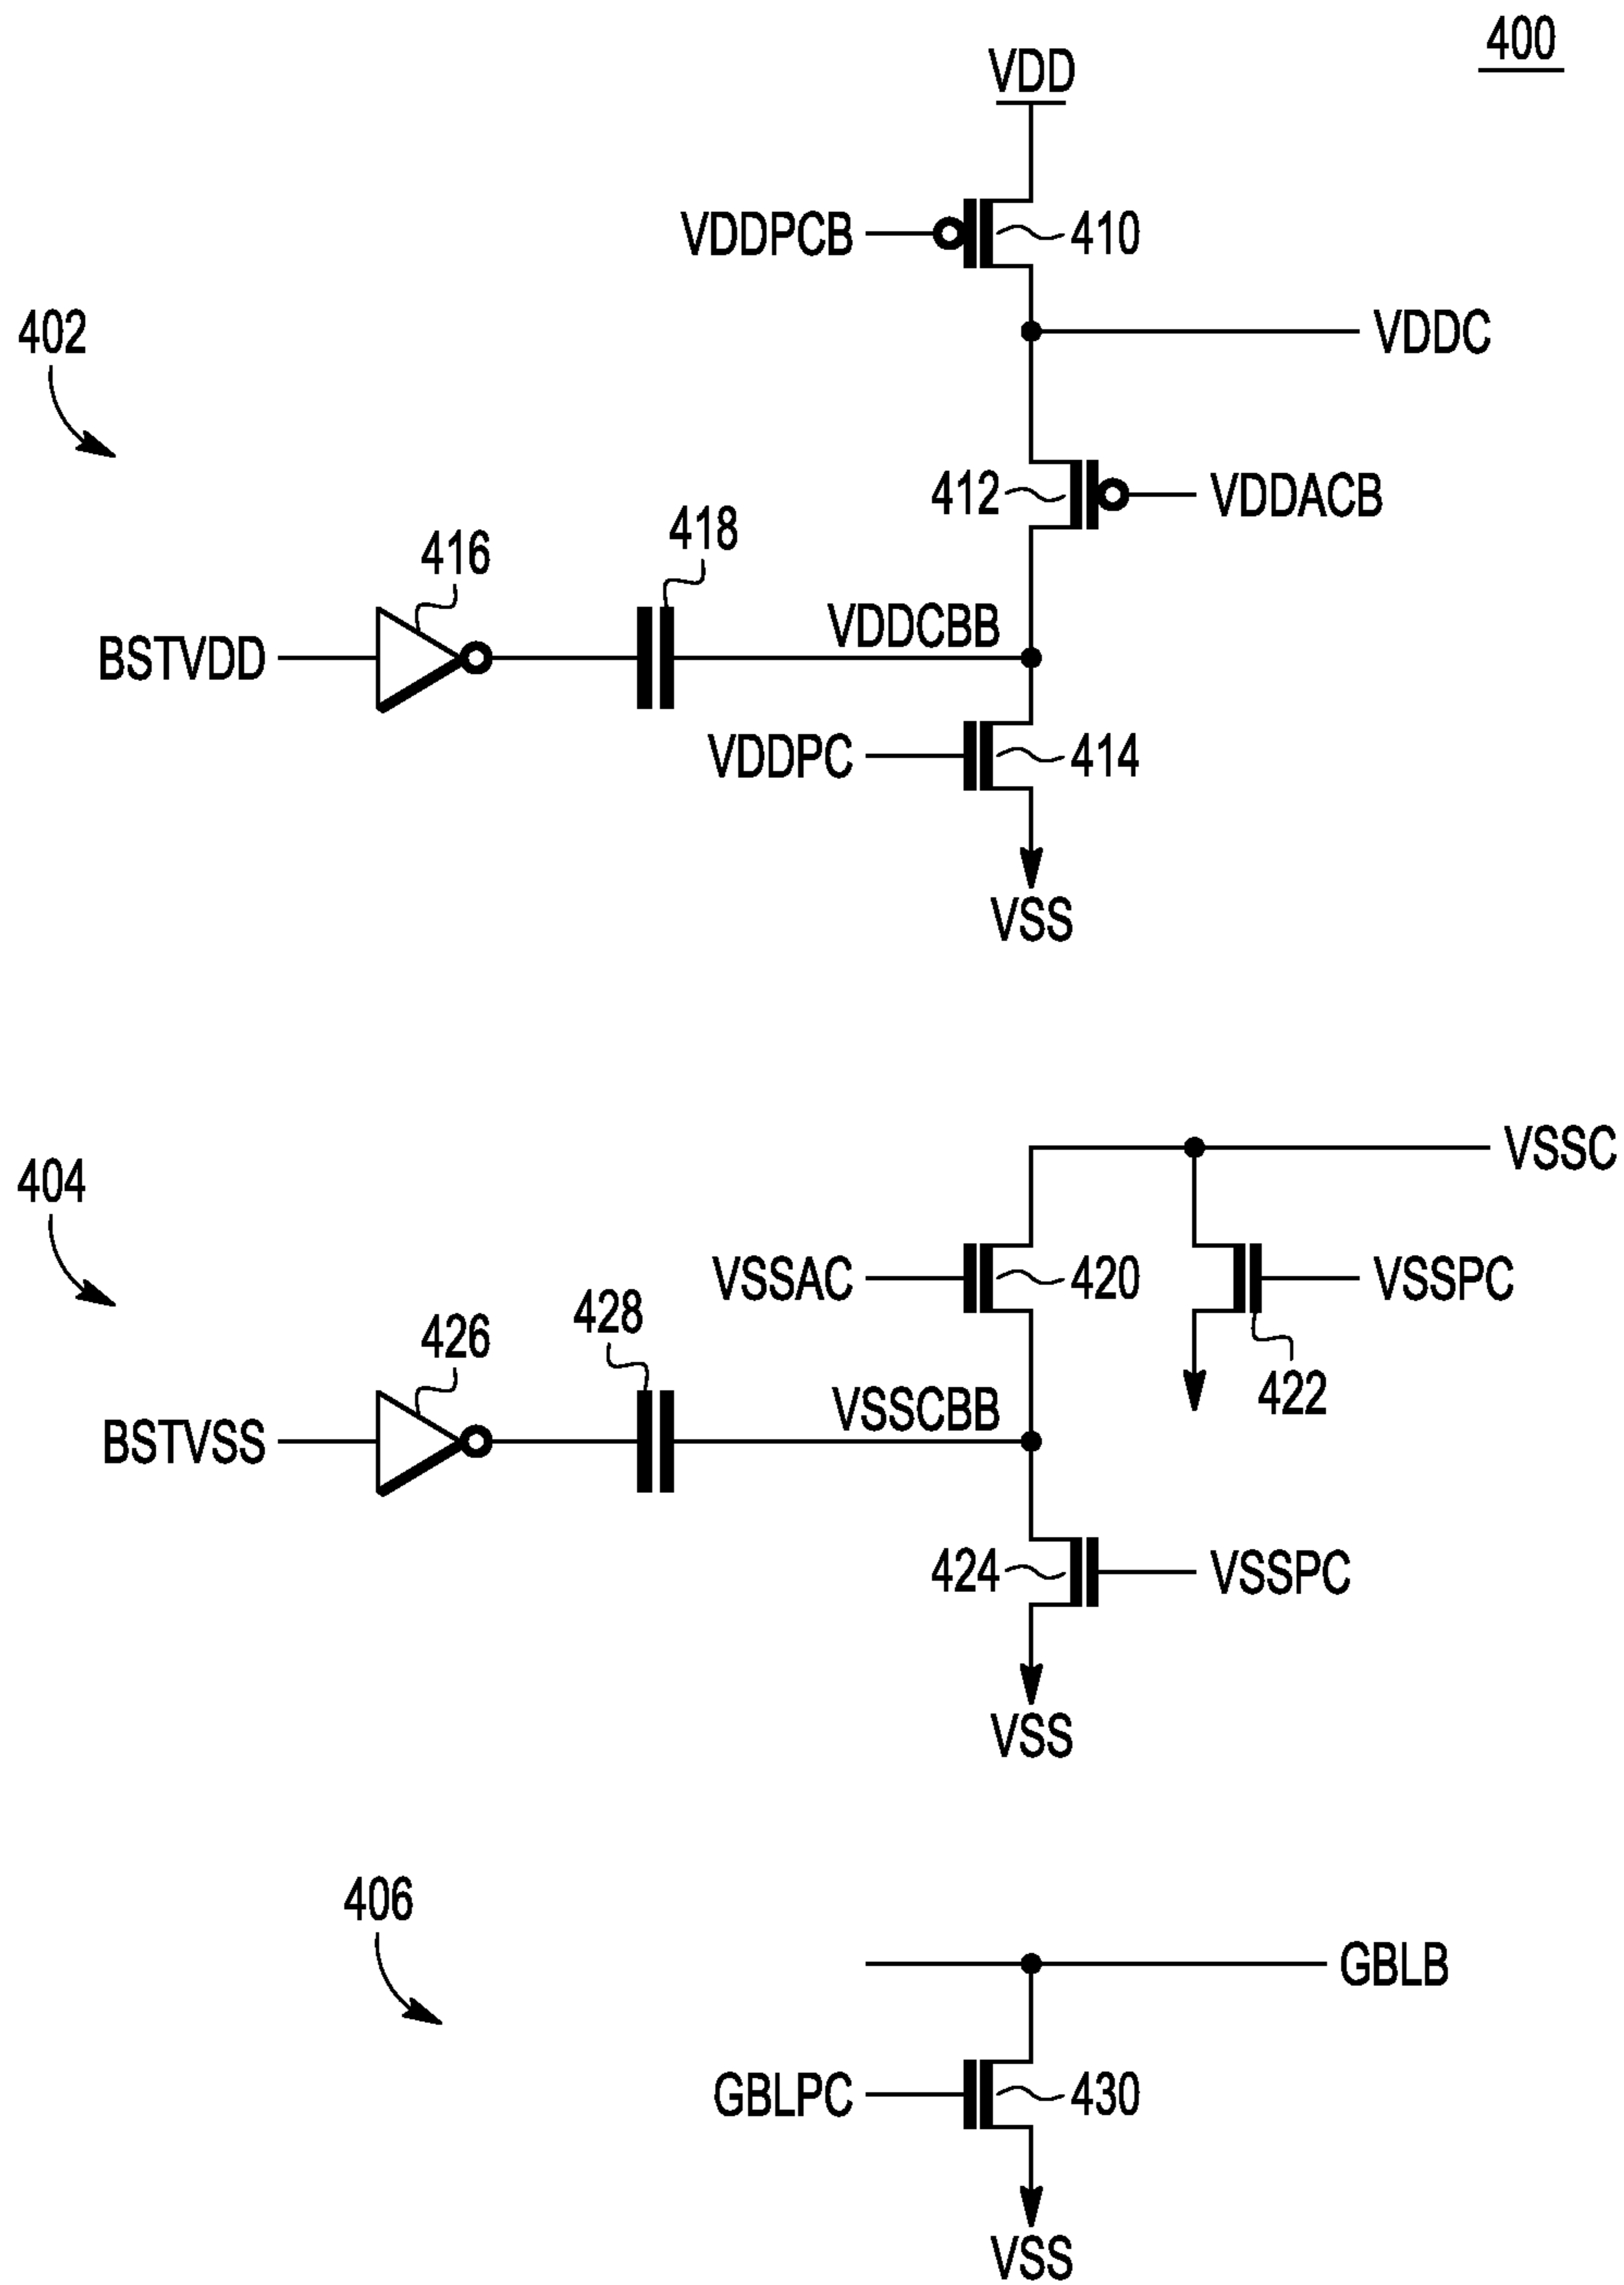 400
VDD
VDDPCB
410
402
VDDC
412
VDDACB
416
418
VDDCBB
BSTVDD
VDDPC
414
VSS
VSSC
404
VSSAC
420
VSSPC
426
428
422
VSSCBB
BSTVSS
424
VSSPC
VSS
406
GBLB
GBLPC
430
VSS